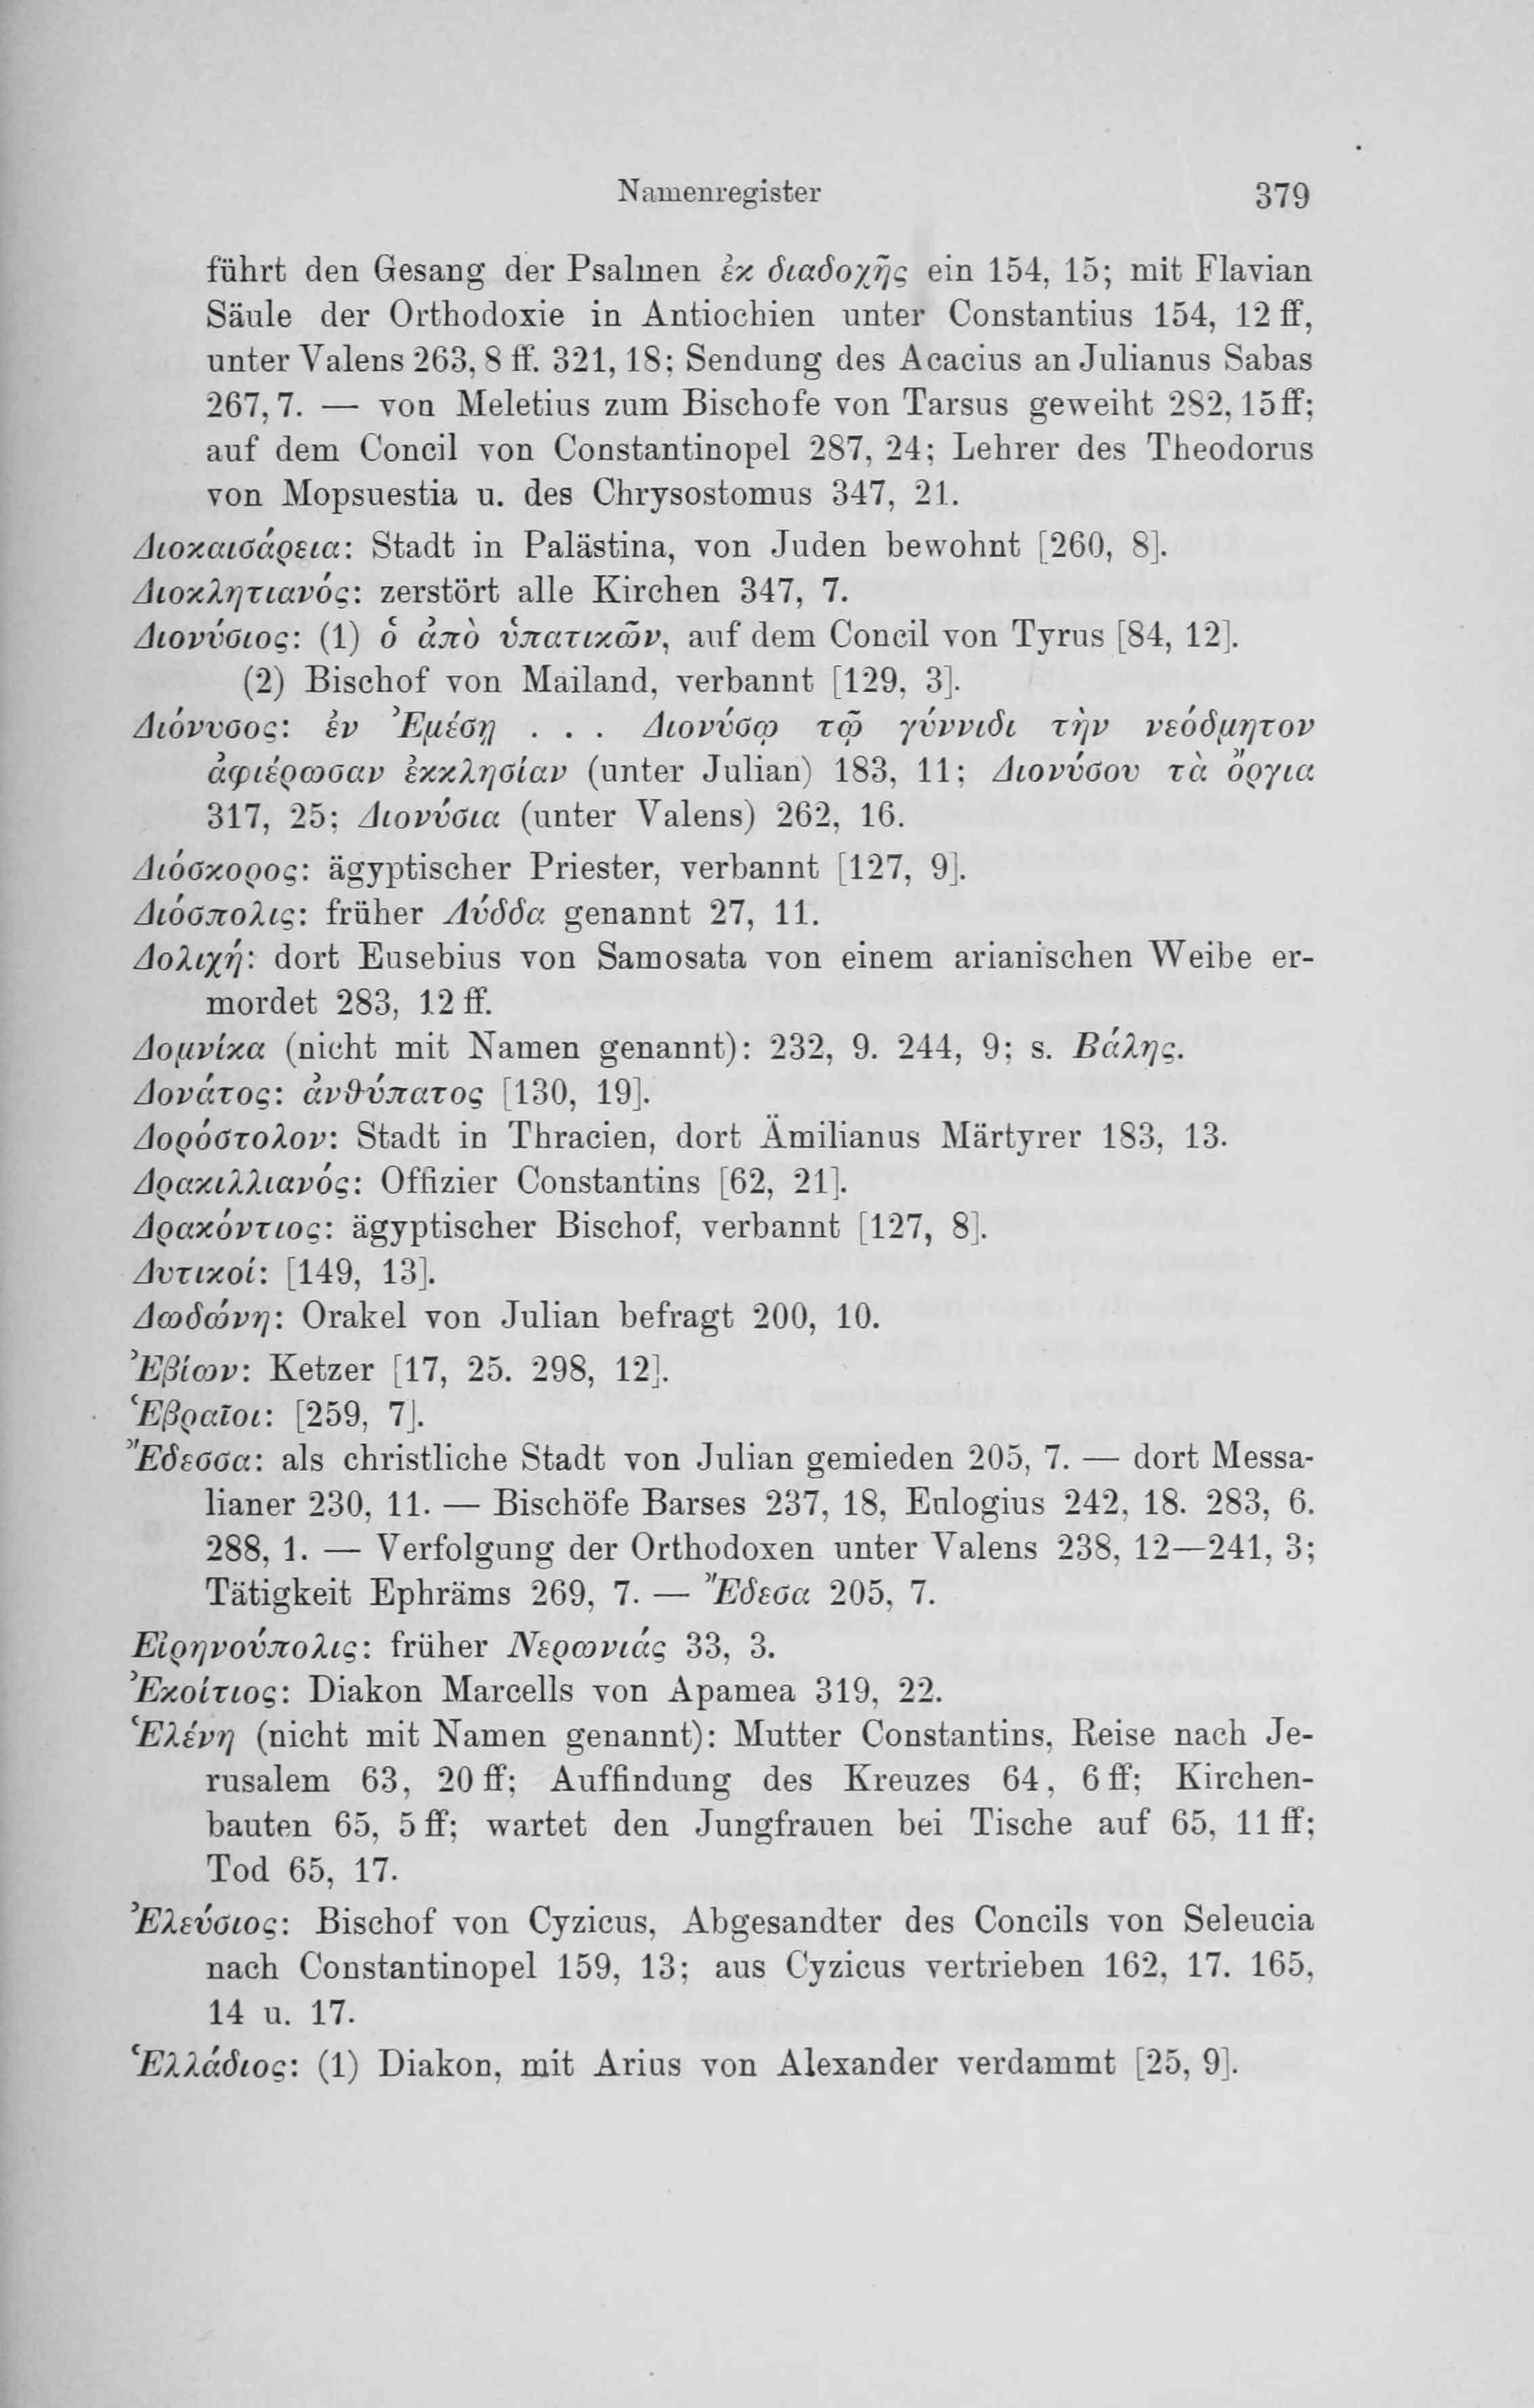 Namenregister 379
führt den Gesang der Psalmen ἐκ διαδοχῆς ein 154, 15; mit Flavian
Säule der Orthodoxie in Antiochien unter Constantius 154, 12 ff,
unter Valens 263, 8 ff. 321, 18; Sendung des Acacius an Julianus Sabas
267, 7. — von Meletius zum Bischofe von Tarsus geweiht 282, 15 ff;
auf dem Concil von Constantinopel 287, 24; Lehrer des Theodorus
von Mopsuestia u. des Chrysostomus 347, 21.
Διοκαισάρεια: Stadt in Palästina, von Juden bewohnt [260, 8].
Διοκλητιανός: zerstört alle Kirchen 347, 7.
Διονύσιος: (1) ὁ ἀπὸ ὑπατικῶν, auf dem Concil von Tyrus [84, 12].
(2) Bischof von Mailand, verbannt [129, 3].
Διόνυσος: ἐν Ἐμέσῃ . . . Διονύσῳ τῷ γύννιδι τὴν νεόδμητον
ἀφιέρωσαν ἐκκλησίαν (unter Julian) 183, 11; Διονύσου τὰ ὄργια
317, 25; Διονύσια (unter Valens) 262, 16.
Διόσκορος: ägyptischer Priester, verbannt [127, 9].
Διόσπολις: früher Λύδδα genannt 27, 11.
Δολιχή: dort Eusebius von Samosata von einem arianischen Weibe er-
mordet 283, 12 ff.
Δομνίκα (nicht mit Namen genannt): 232, 9. 244, 9; s. Βάλης.
Δονάτος: ἀνθύπατος [130, 19].
Δορόστολον: Stadt in Thracien, dort Ämilianus Märtyrer 183, 13.
Δρακιλλιανός: Offizier Constantins [62, 21].
Δρακόντιος: ägyptischer Bischof, verbannt [127, 8].
Δυτικοί: [149, 13].
Δωδώνη: Orakel von Julian befragt 200, 10.
Ἐβίων: Ketzer [17, 25. 298, 12].
Ἑβραῖοι: [259, 7].
Ἔδεσσα: als christliche Stadt von Julian gemieden 205, 7. — dort Messa-
lianer 230, 11. — Bischöfe Barses 237, 18, Eulogius 242, 18. 283, 6.
288, 1. — Verfolgung der Orthodoxen unter Valens 238, 12—241, 3;
Tätigkeit Ephräms 269, 7. — Ἔδεσα 205, 7.
Εἰρηνούπολις: früher Νερωνιάς 33, 3.
Ἐκοίτιος: Diakon Marcells von Apamea 319, 22.
Ἑλένη (nicht mit Namen genannt): Mutter Constantins, Reise nach Je-
rusalem 63, 20 ff; Auffindung des Kreuzes 64, 6 ff; Kirchen-
bauten 65, 5 ff; wartet den Jungfrauen bei Tische auf 65, 11 ff;
Tod 65, 17.
Ἐλεύσιος: Bischof von Cyzicus, Abgesandter des Concils von Seleucia
nach Constantinopel 159, 13; aus Cyzicus vertrieben 162, 17. 165,
14 u. 17.
Ἑλλάδιος: (1) Diakon, mit Arius von Alexander verdammt [25, 9].